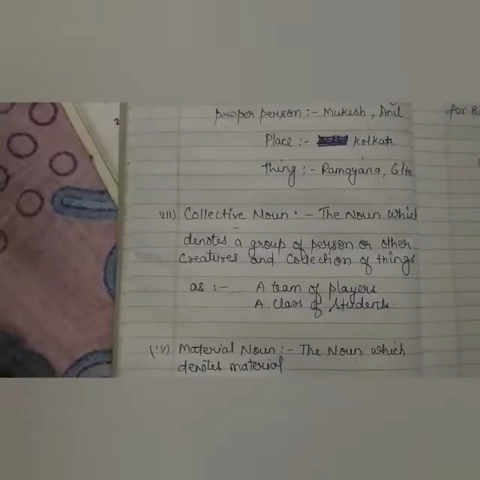 2
proper person :- Mukesh, Anil
for
Place :- Kolkata
thing :- Ramayana, Gita
VII) Collective Noun :- The Noun which
denotes a group of person or other
Creatures and Collection of things
as :- A team of players
A class of Students.
(IV) Material Noun :- The Noun which
denotes material